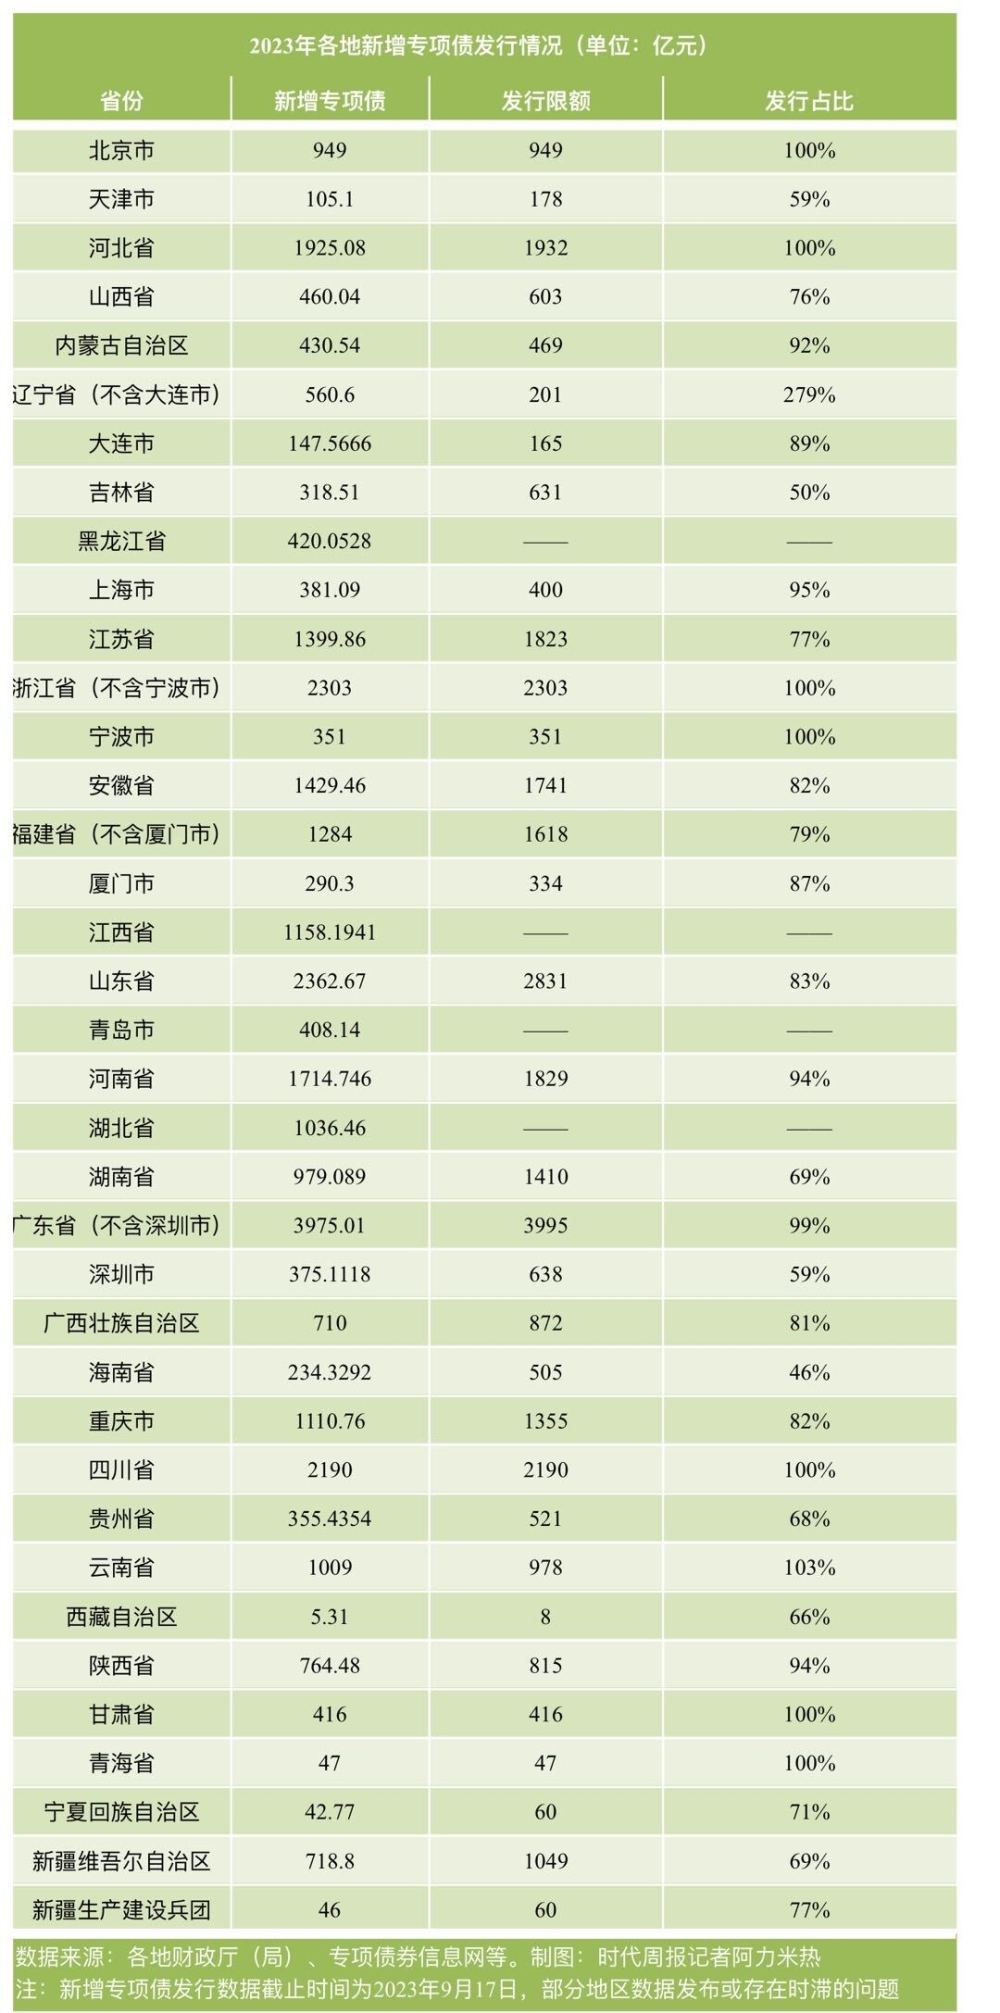 2023年各地新增专项债发行情况（单位：亿元）
省份 新增专项债 发行限额 发行占比
北京市 949 949 100%
天津市 105.1 178 59%
河北省 1925.08 1932 100%
山西省 460.04 603 76%
内蒙古自治区 430.54 469 92%
辽宁省（不含大连市） 560.6 201 279%
大连市 147.5666 165 89%
吉林省 318.51 631 50%
黑龙江省 420.0528 —— ——
上海市 381.09 400 95%
江苏省 1399.86 1823 77%
浙江省（不含宁波市） 2303 2303 100%
宁波市 351 351 100%
安徽省 1429.46 1741 82%
福建省（不含厦门市） 1284 1618 79%
厦门市 290.3 334 87%
江西省 1158.1941 —— ——
山东省 2362.67 2831 83%
青岛市 408.14 —— ——
河南省 1714.746 1829 94%
湖北省 1036.46 —— ——
湖南省 979.089 1410 69%
广东省（不含深圳市） 3975.01 3995 99%
深圳市 375.1118 638 59%
广西壮族自治区 710 872 81%
海南省 234.3292 505 46%
重庆市 1110.76 1355 82%
四川省 2190 2190 100%
贵州省 355.4354 521 68%
云南省 1009 978 103%
西藏自治区 5.31 8 66%
陕西省 764.48 815 94%
甘肃省 416 416 100%
青海省 47 47 100%
宁夏回族自治区 42.77 60 71%
新疆维吾尔自治区 718.8 1049 69%
新疆生产建设兵团 46 60 77%
数据来源：各地财政厅（局）、专项债券信息网等。制图：时代周报记者阿力米热
注：新增专项债发行数据截止时间为2023年9月17日，部分地区数据发布或存在时滞的问题